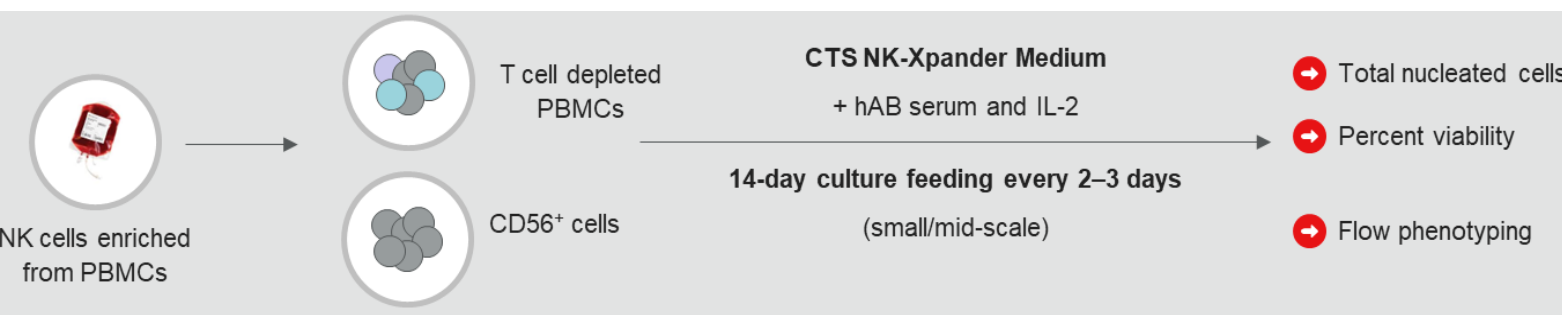 NK cells enriched
from PBMCs
T cell depleted
PBMCs
CD56⁺ cells
CTS NK-Xpander Medium
+ hAB serum and IL-2
14-day culture feeding every 2–3 days
(small/mid-scale)
Total nucleated cells
Percent viability
Flow phenotyping